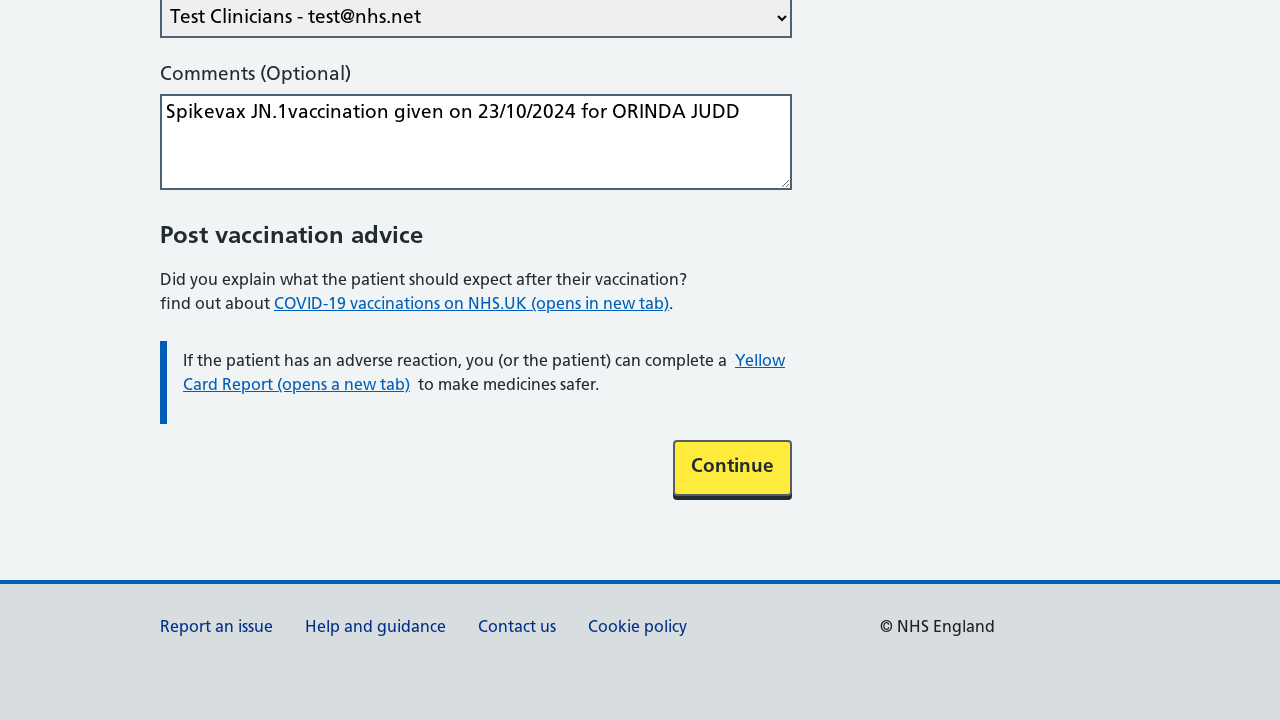 Test Clinicians - test@nhs.net
Comments (Optional)
Spikevax JN.1vaccination given on 23/10/2024 for ORINDA JUDD
Post vaccination advice
Did you explain what the patient should expect after their vaccination?
find out about COVID-19 vaccinations on NHS.UK (opens in new tab).
If the patient has an adverse reaction, you (or the patient) can complete a Yellow
Card Report (opens a new tab) to make medicines safer.
Continue
Report an issue Help and guidance Contact us Cookie policy © NHS England